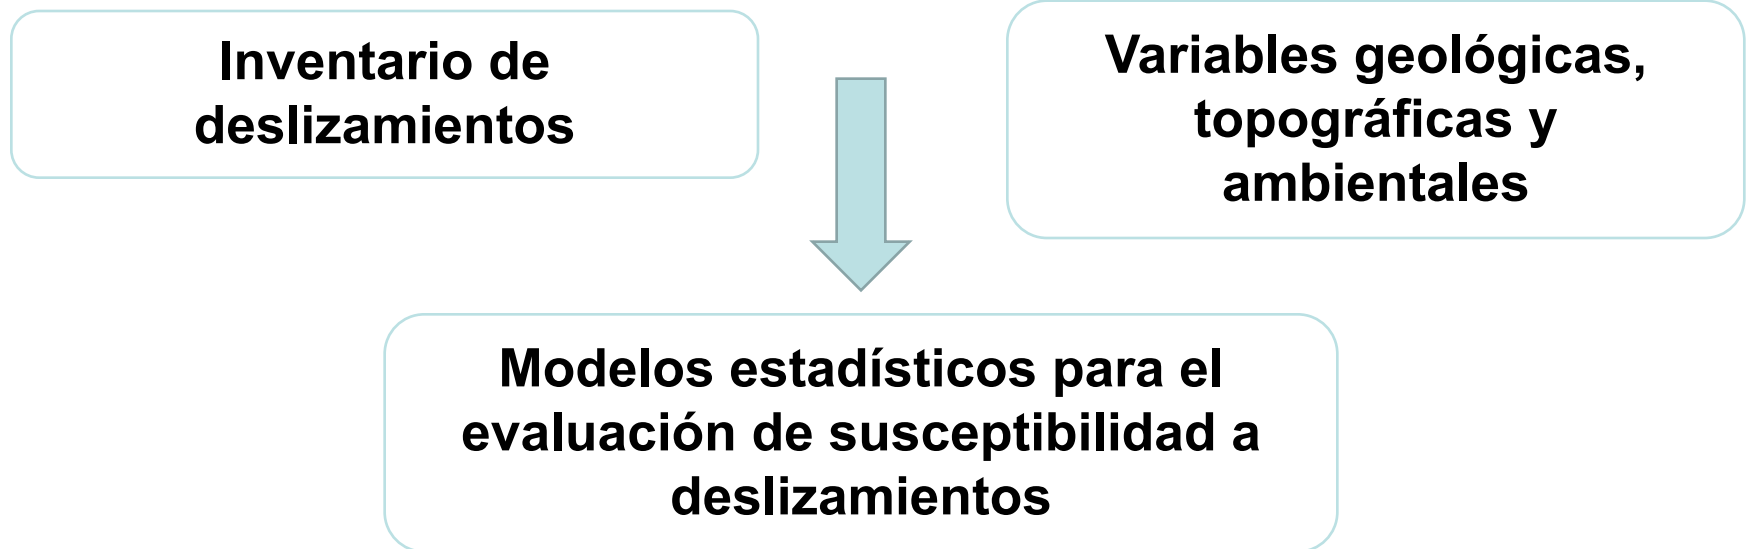 Inventario de
deslizamientos
Variables geológicas,
topográficas y
ambientales
Modelos estadísticos para el
evaluación de susceptibilidad a
deslizamientos